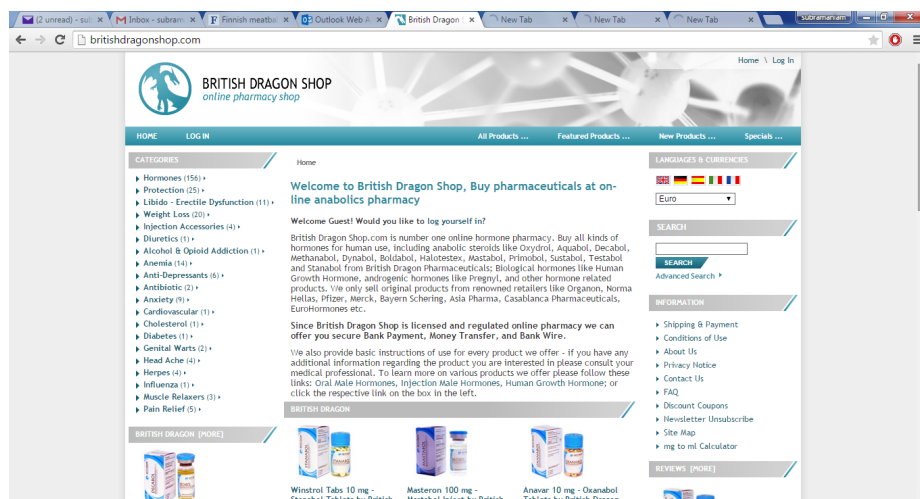 (2 unread) - sub
Inbox - subram
Finnish meatbal
Outlook Web A
British Dragon S
New Tab
New Tab
New Tab
subramaniam
britishdragonshop.com
Home \ Log In
BRITISH DRAGON SHOP
online pharmacy shop
HOME
LOG IN
All Products ...
Featured Products ...
New Products ...
Specials ...
CATEGORIES
Hormones (156)
Protection (25)
Libido - Erectile Dysfunction (11)
Weight Loss (20)
Injection Accessories (4)
Diuretics (1)
Alcohol & Opioid Addiction (1)
Anemia (14)
Anti-Depressants (6)
Antibiotic (2)
Anxiety (9)
Cardiovascular (1)
Cholesterol (1)
Diabetes (1)
Genital Warts (2)
Head Ache (4)
Herpes (4)
Influenza (1)
Muscle Relaxers (3)
Pain Relief (5)
BRITISH DRAGON [MORE]
Home
Welcome to British Dragon Shop, Buy pharmaceuticals at on-
line anabolics pharmacy
Welcome Guest! Would you like to log yourself in?
British Dragon Shop.com is number one online hormone pharmacy. Buy all kinds of
hormones for human use, including anabolic steroids like Oxydrol, Aquabol, Decabol,
Methanabol, Dynabol, Boldabol, Halotestex, Mastabol, Primobol, Sustabol, Testabol
and Stanabol from British Dragon Pharmaceuticals; Biological hormones like Human
Growth Hormone, androgenic hormones like Pregnyl, and other hormone related
products. We only sell original products from renowned retailers like Organon, Norma
Hellas, Pfizer, Merck, Bayern Schering, Asia Pharma, Casablanca Pharmaceuticals,
EuroHormones etc.
Since British Dragon Shop is licensed and regulated online pharmacy we can
offer you secure Bank Payment, Money Transfer, and Bank Wire.
We also provide basic instructions of use for every product we offer - if you have any
additional information regarding the product you are interested in please consult your
medical professional. To learn more on various products we offer please follow these
links: Oral Male Hormones, Injection Male Hormones, Human Growth Hormone; or
click the respective link on the box in the left.
BRITISH DRAGON
Winstrol Tabs 10 mg -
Masteron 100 mg -
Anavar 10 mg - Oxanabol
Stanabol Tablets by British
Mastabol Inject by British
Tablets by British Dragon
LANGUAGES & CURRENCIES
Euro
SEARCH
SEARCH
Advanced Search
INFORMATION
Shipping & Payment
Conditions of Use
About Us
Privacy Notice
Contact Us
FAQ
Discount Coupons
Newsletter Unsubscribe
Site Map
mg to ml Calculator
REVIEWS [MORE]